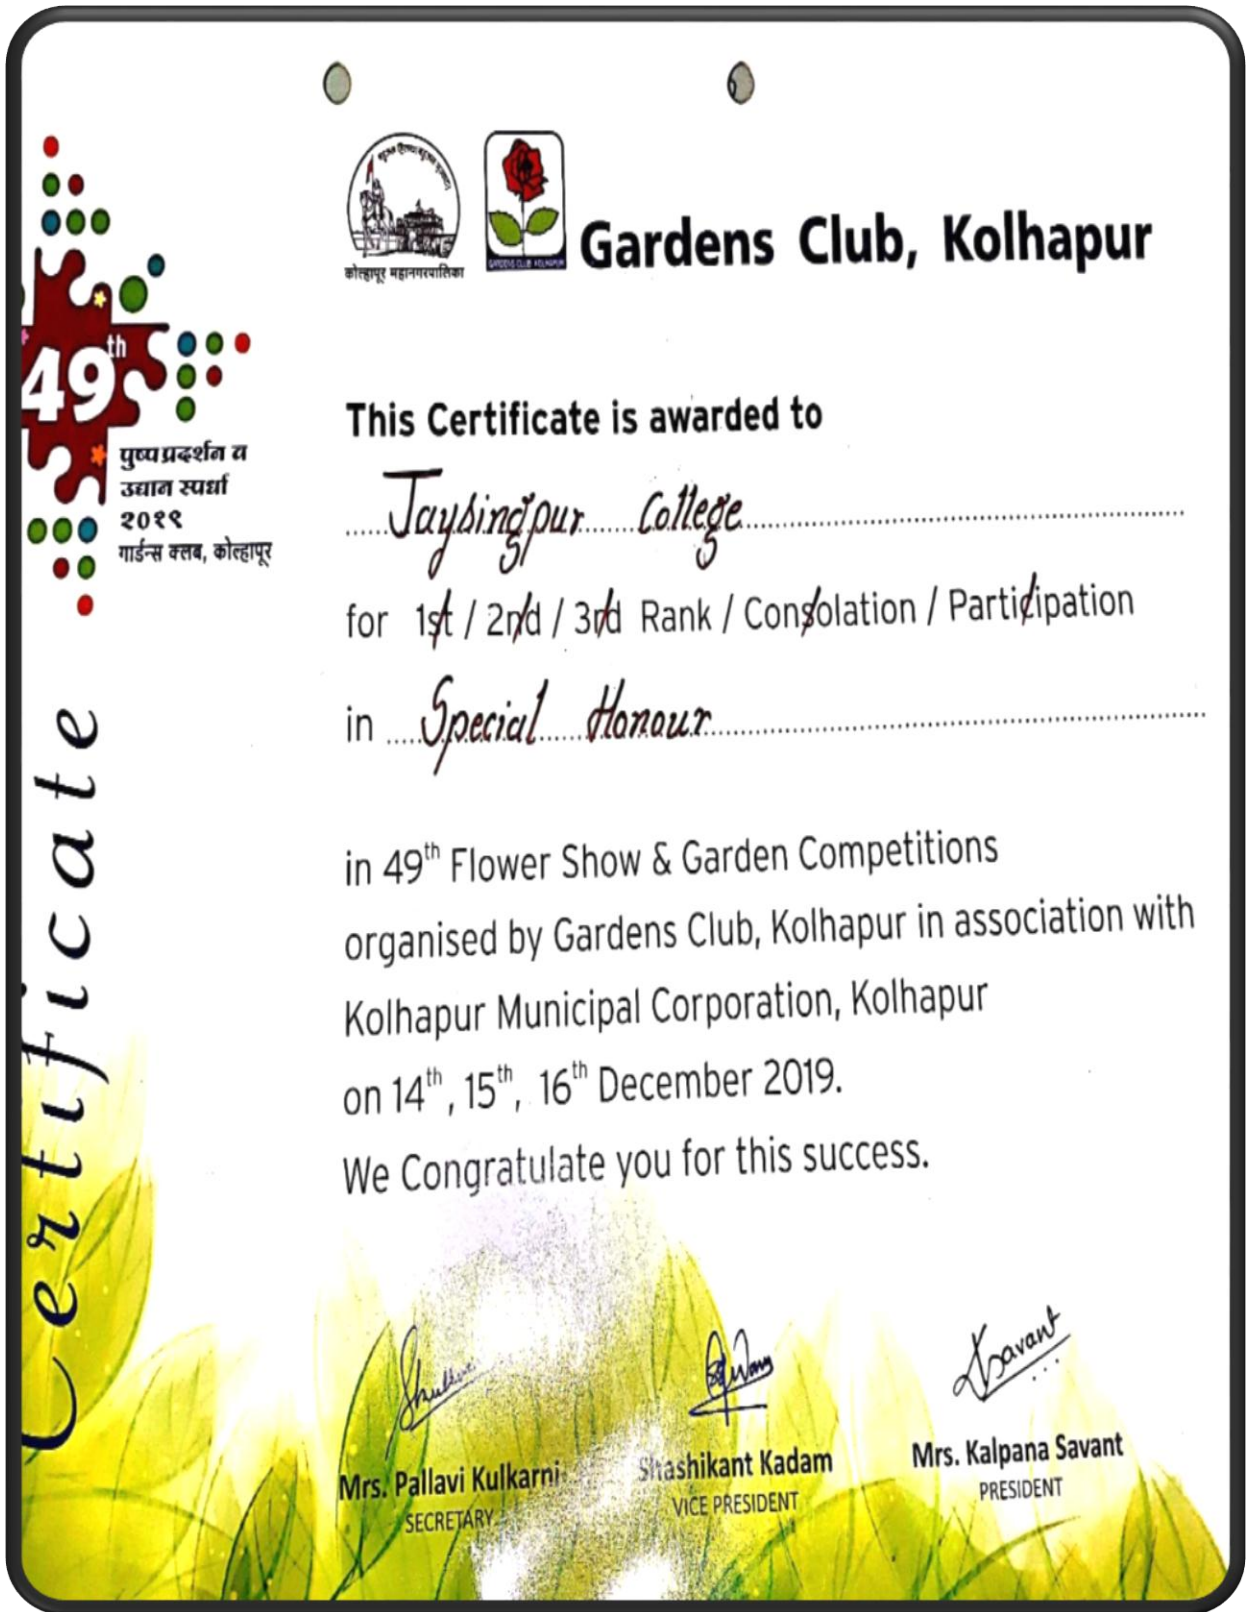 कोल्हापूर महानगरपालिका
GARDENS CLUB KOLHAPUR
Gardens Club, Kolhapur
49th
पुष्प प्रदर्शन व
उद्यान स्पर्धा
२०१९
गार्डन्स क्लब, कोल्हापूर
Certificate
This Certificate is awarded to
Jaysingpur College
for 1st / 2nd / 3rd Rank / Consolation / Participation
in Special Honour
in 49th Flower Show & Garden Competitions
organised by Gardens Club, Kolhapur in association with
Kolhapur Municipal Corporation, Kolhapur
on 14th, 15th, 16th December 2019.
We Congratulate you for this success.
Mrs. Pallavi Kulkarni
SECRETARY
Shashikant Kadam
VICE PRESIDENT
Mrs. Kalpana Savant
PRESIDENT